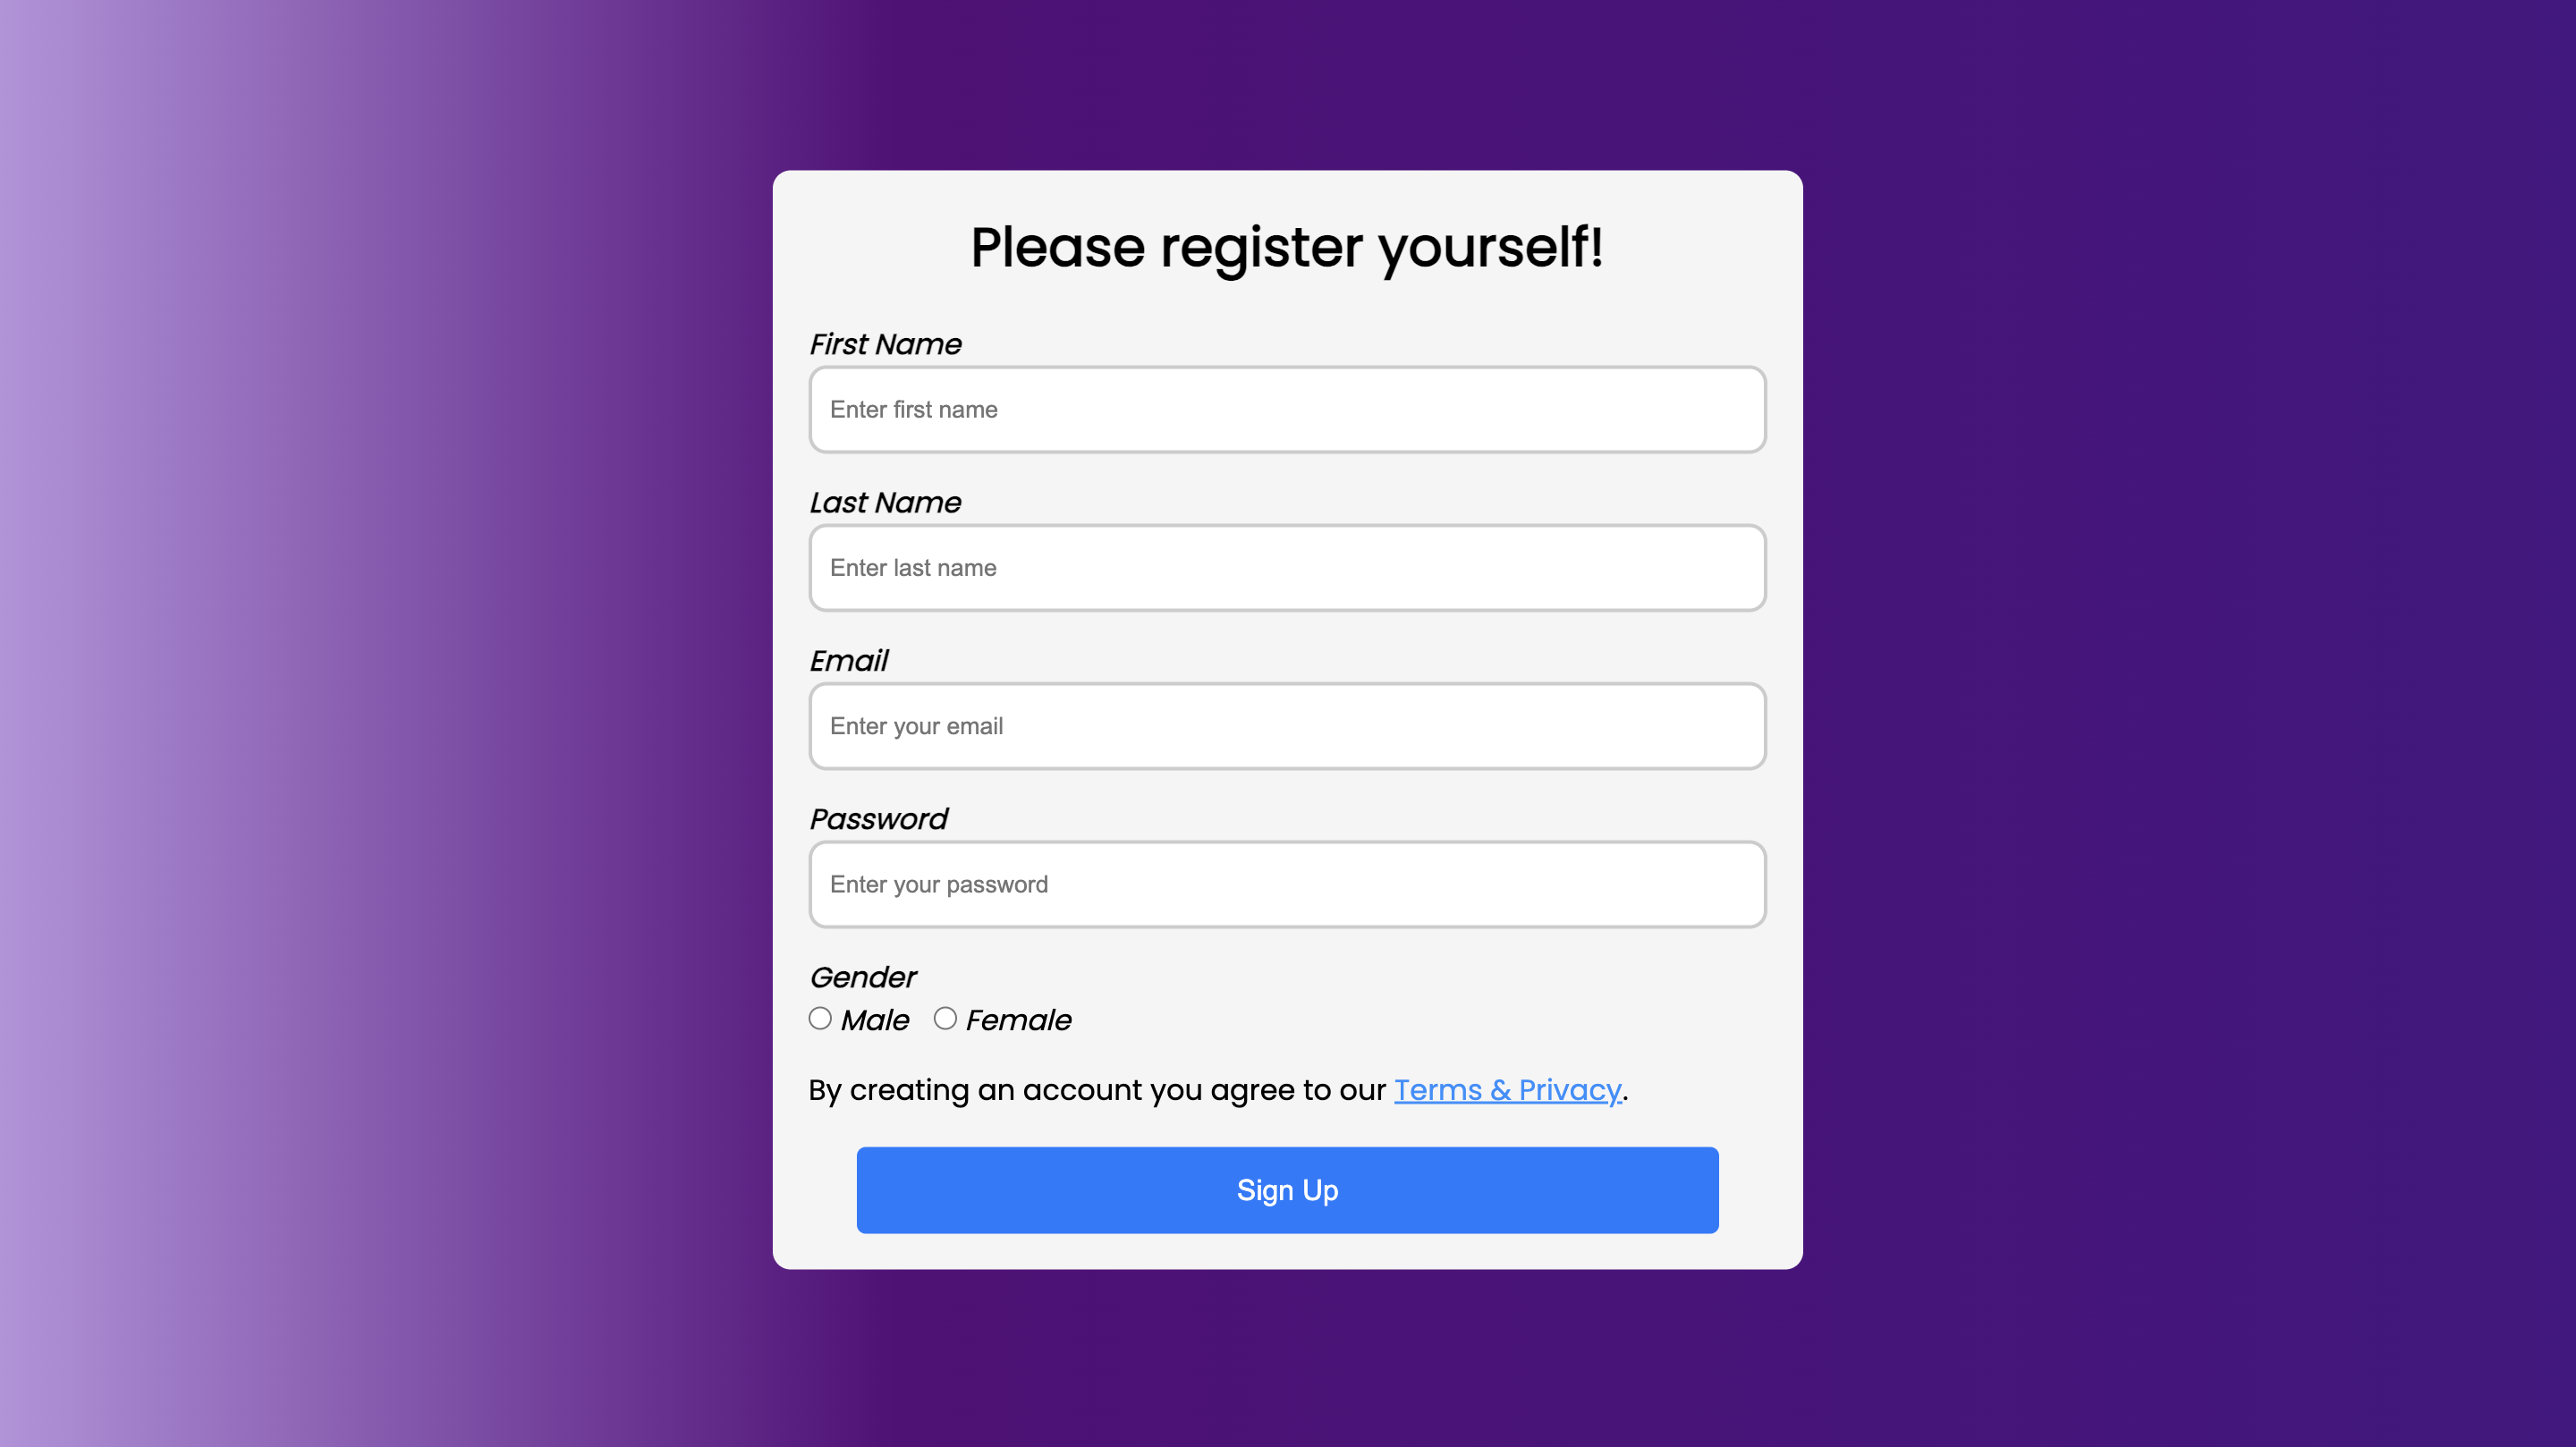 Please register yourself!
First Name
Enter first name
Last Name
Enter last name
Email
Enter your email
Password
Enter your password
Gender
Male Female
By creating an account you agree to our Terms & Privacy.
Sign Up